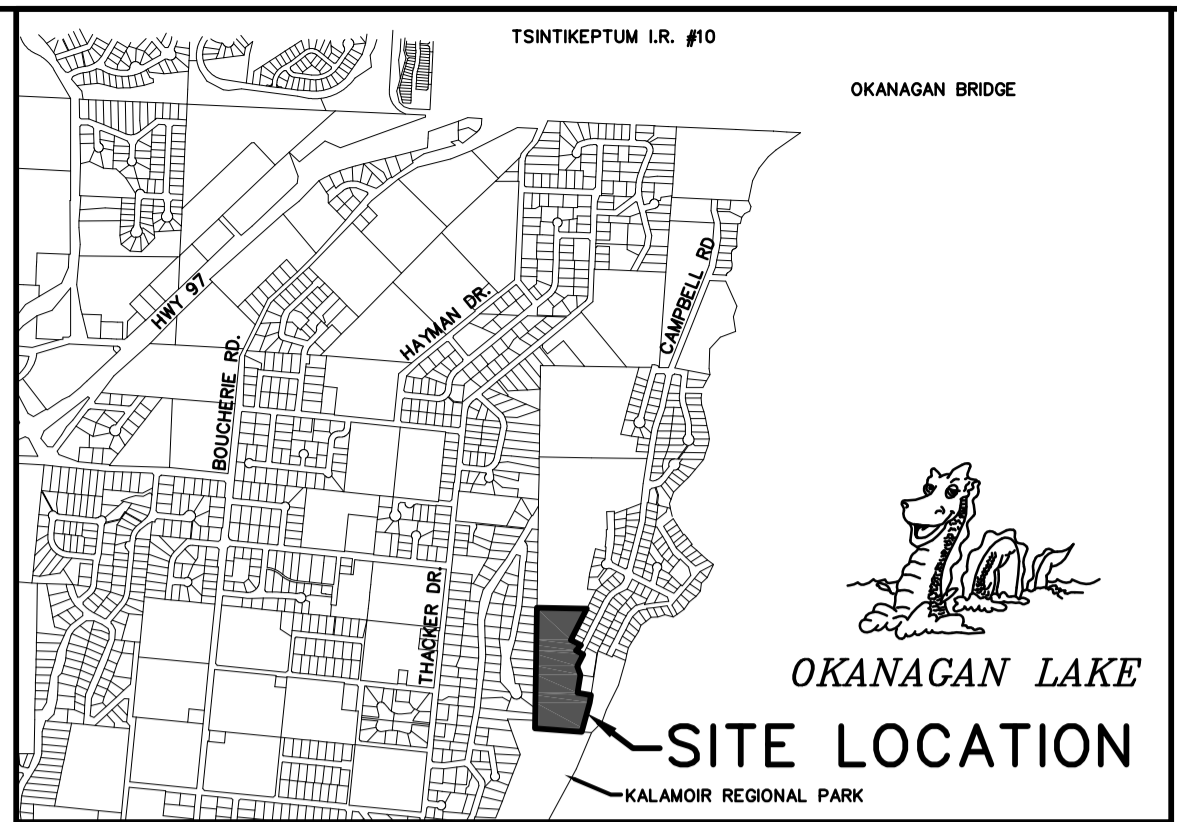 TSINTIKEPTUM I.R. #10
OKANAGAN BRIDGE
HWY 97
BOUCHERIE RD.
HAYMAN DR.
CAMPBELL RD
THACKER DR.
OKANAGAN LAKE
SITE LOCATION
KALAMOIR REGIONAL PARK